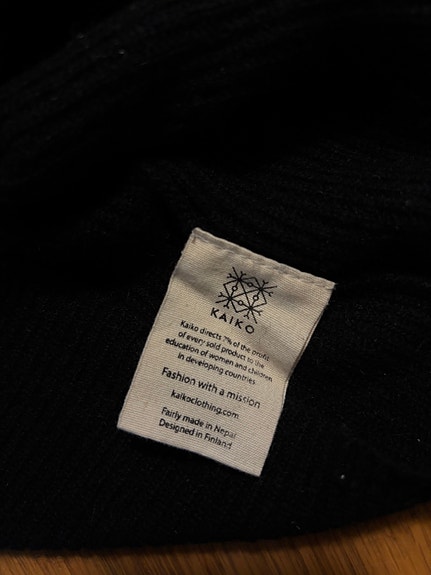 KAIKO
Kaiko directs 7% of the profit
of every sold product to the
education of women and children
in developing countries
Fashion with a mission
kaikoclothing.com
Fairly made in Nepal
Designed in Finland